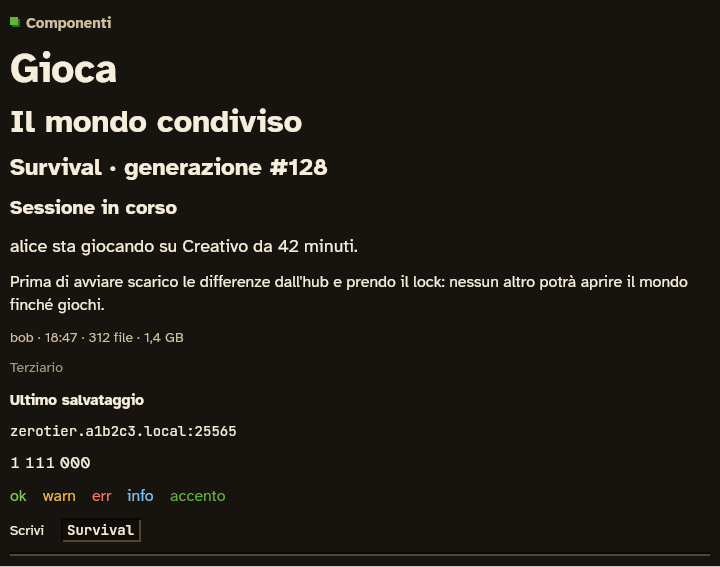 Componenti
Gioca
Il mondo condiviso
Survival · generazione #128
Sessione in corso
alice sta giocando su Creativo da 42 minuti.
Prima di avviare scarico le differenze dall'hub e prendo il lock: nessun altro potrà aprire il mondo
finché giochi.
bob · 18:47 · 312 file · 1,4 GB
Terziario
Ultimo salvataggio
zerotier.a1b2c3.local:25565
1 111 000
ok warn err info accento
Scrivi Survival